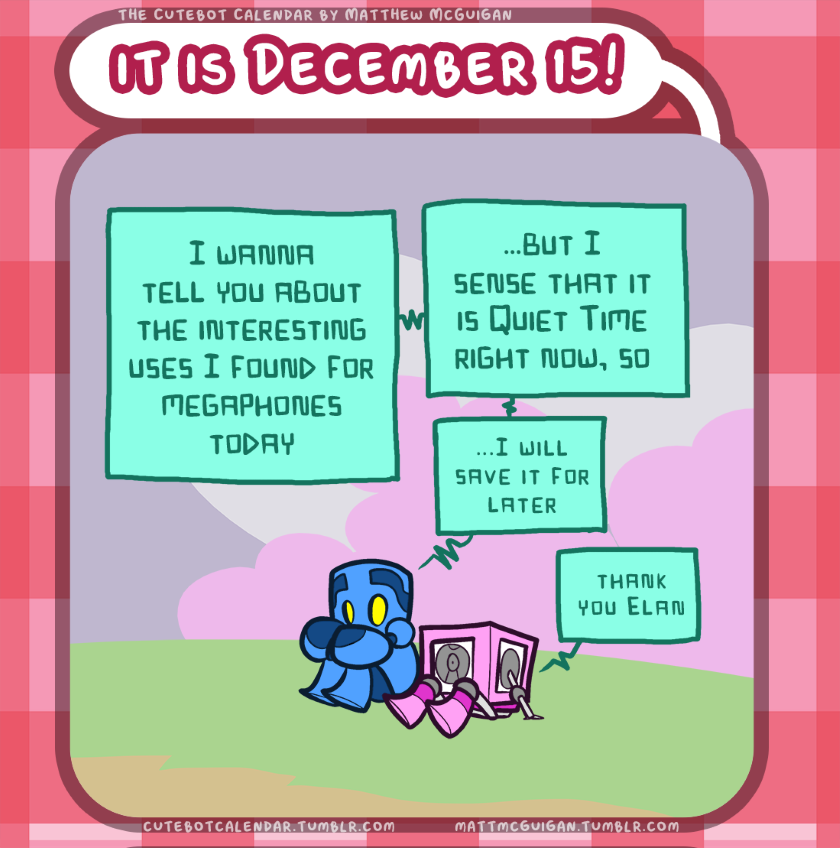 The Cutebot Calendar by Matthew McGuigan
It is December 15!
I wanna
tell you about
the interesting
uses I found for
megaphones
today
...but I
sense that it
is Quiet Time
right now, so
...I will
save it for
later
Thank
you Elan
cutebotcalendar.tumblr.com
mattmcguigan.tumblr.com